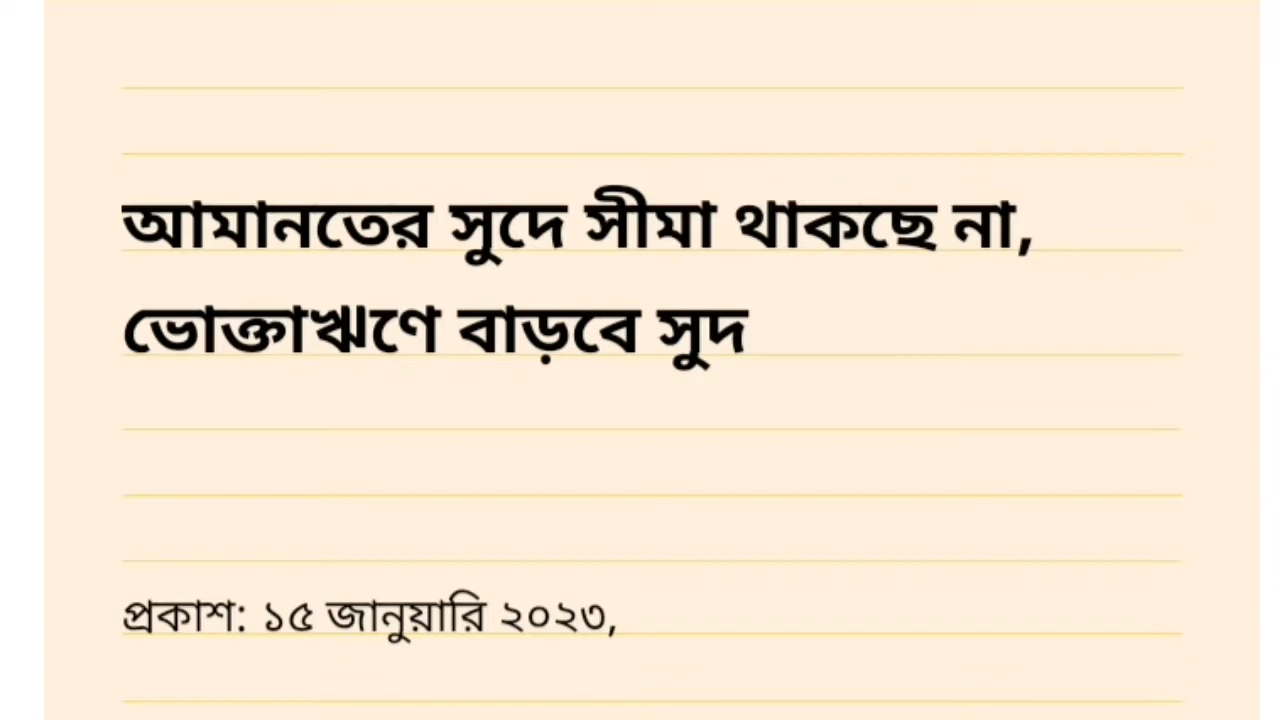 আমানতের সুদে সীমা থাকছে না,
ভোক্তাঋণে বাড়বে সুদ
প্রকাশ: ১৫ জানুয়ারি ২০২৩,